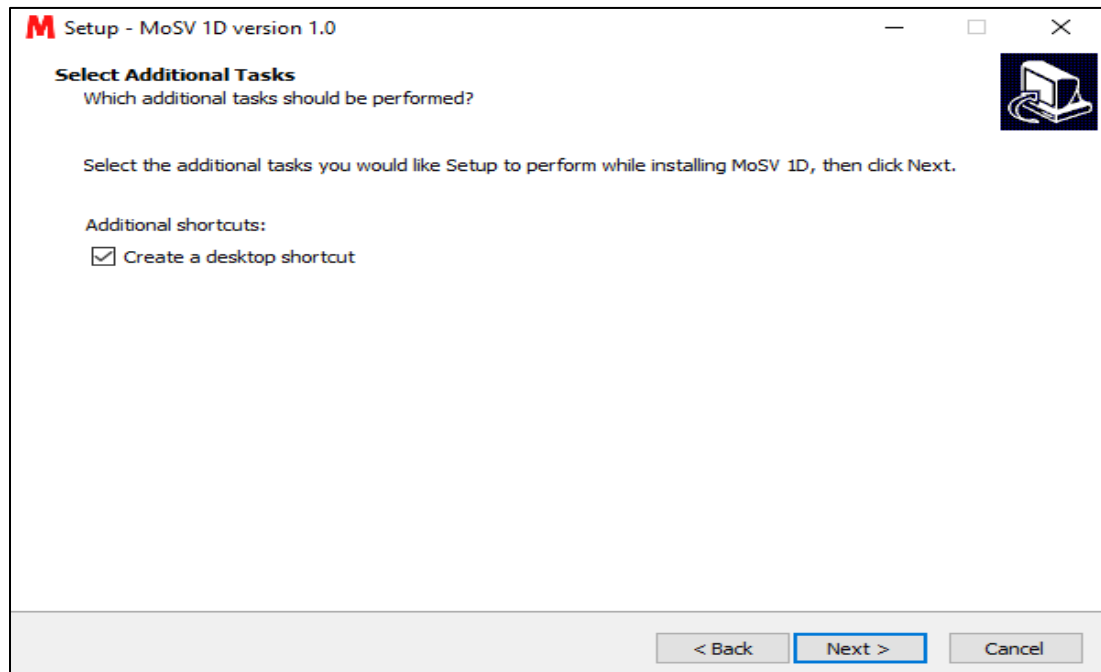 M Setup - MoSV 1D version 1.0
Select Additional Tasks
Which additional tasks should be performed?
Select the additional tasks you would like Setup to perform while installing MoSV 1D, then click Next.
Additional shortcuts:
Create a desktop shortcut
< Back Next > Cancel